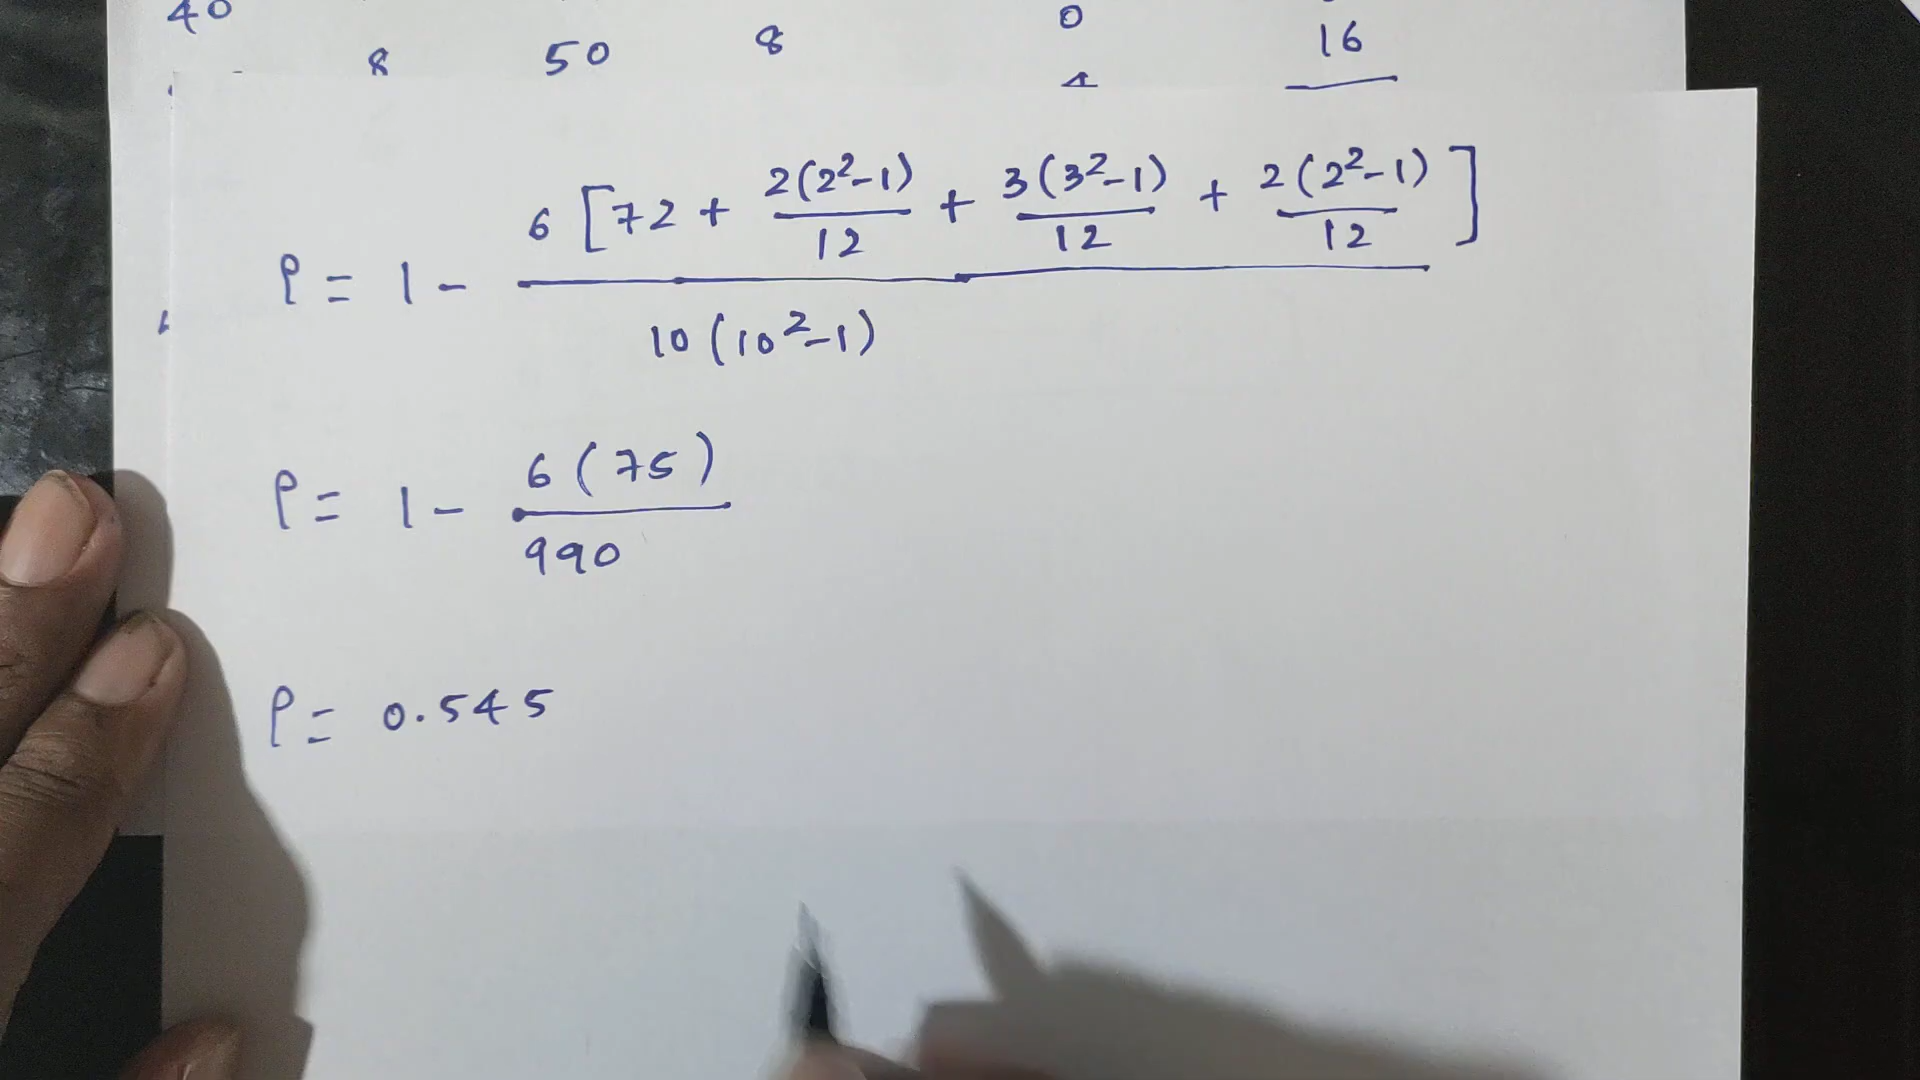 40 8 50 8 0 16
4
ρ = 1 - 6 [72 + 2(2²-1)/12 + 3(3²-1)/12 + 2(2²-1)/12] / 10(10²-1)
ρ = 1 - 6(75) / 990
ρ = 0.545